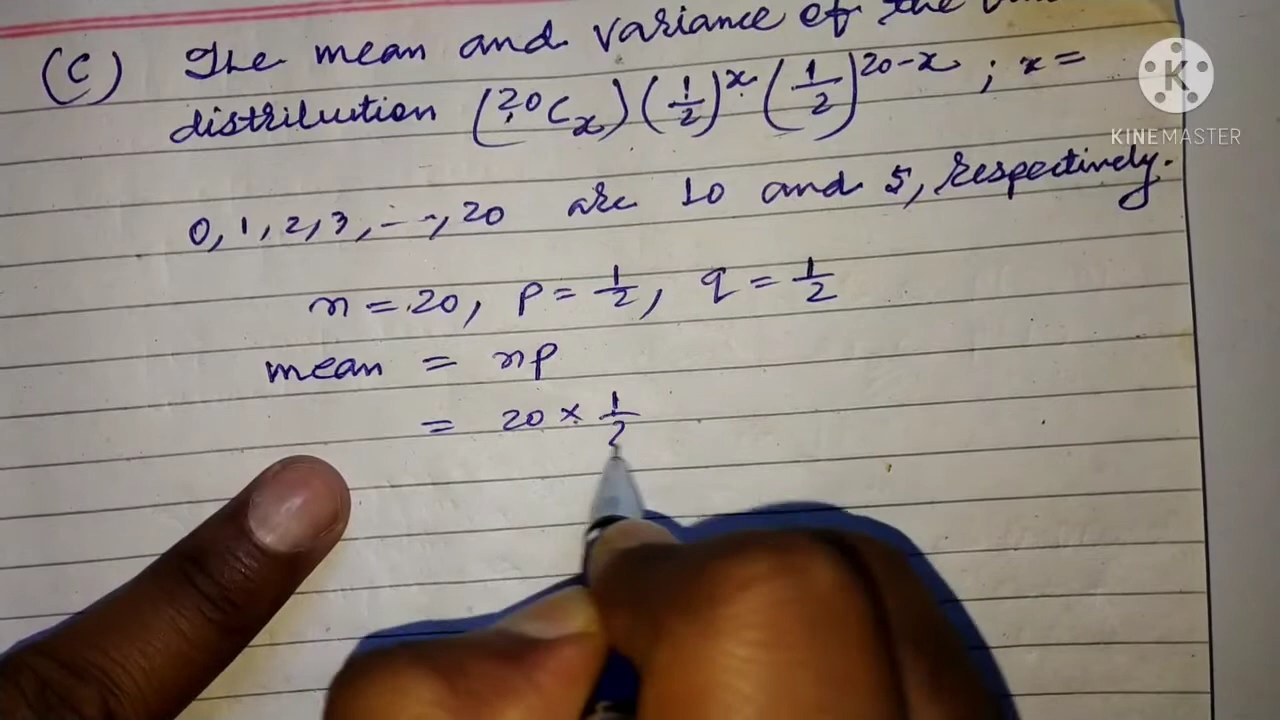 (C) The mean and variance of the
distribution (²⁰Cₓ)(1/2)ˣ(1/2)²⁰⁻ˣ ; x =
0, 1, 2, 3, ---, 20 are 10 and 5, respectively.
n = 20, p = 1/2, q = 1/2
mean = np
= 20 × 1/2
K
KINEMASTER